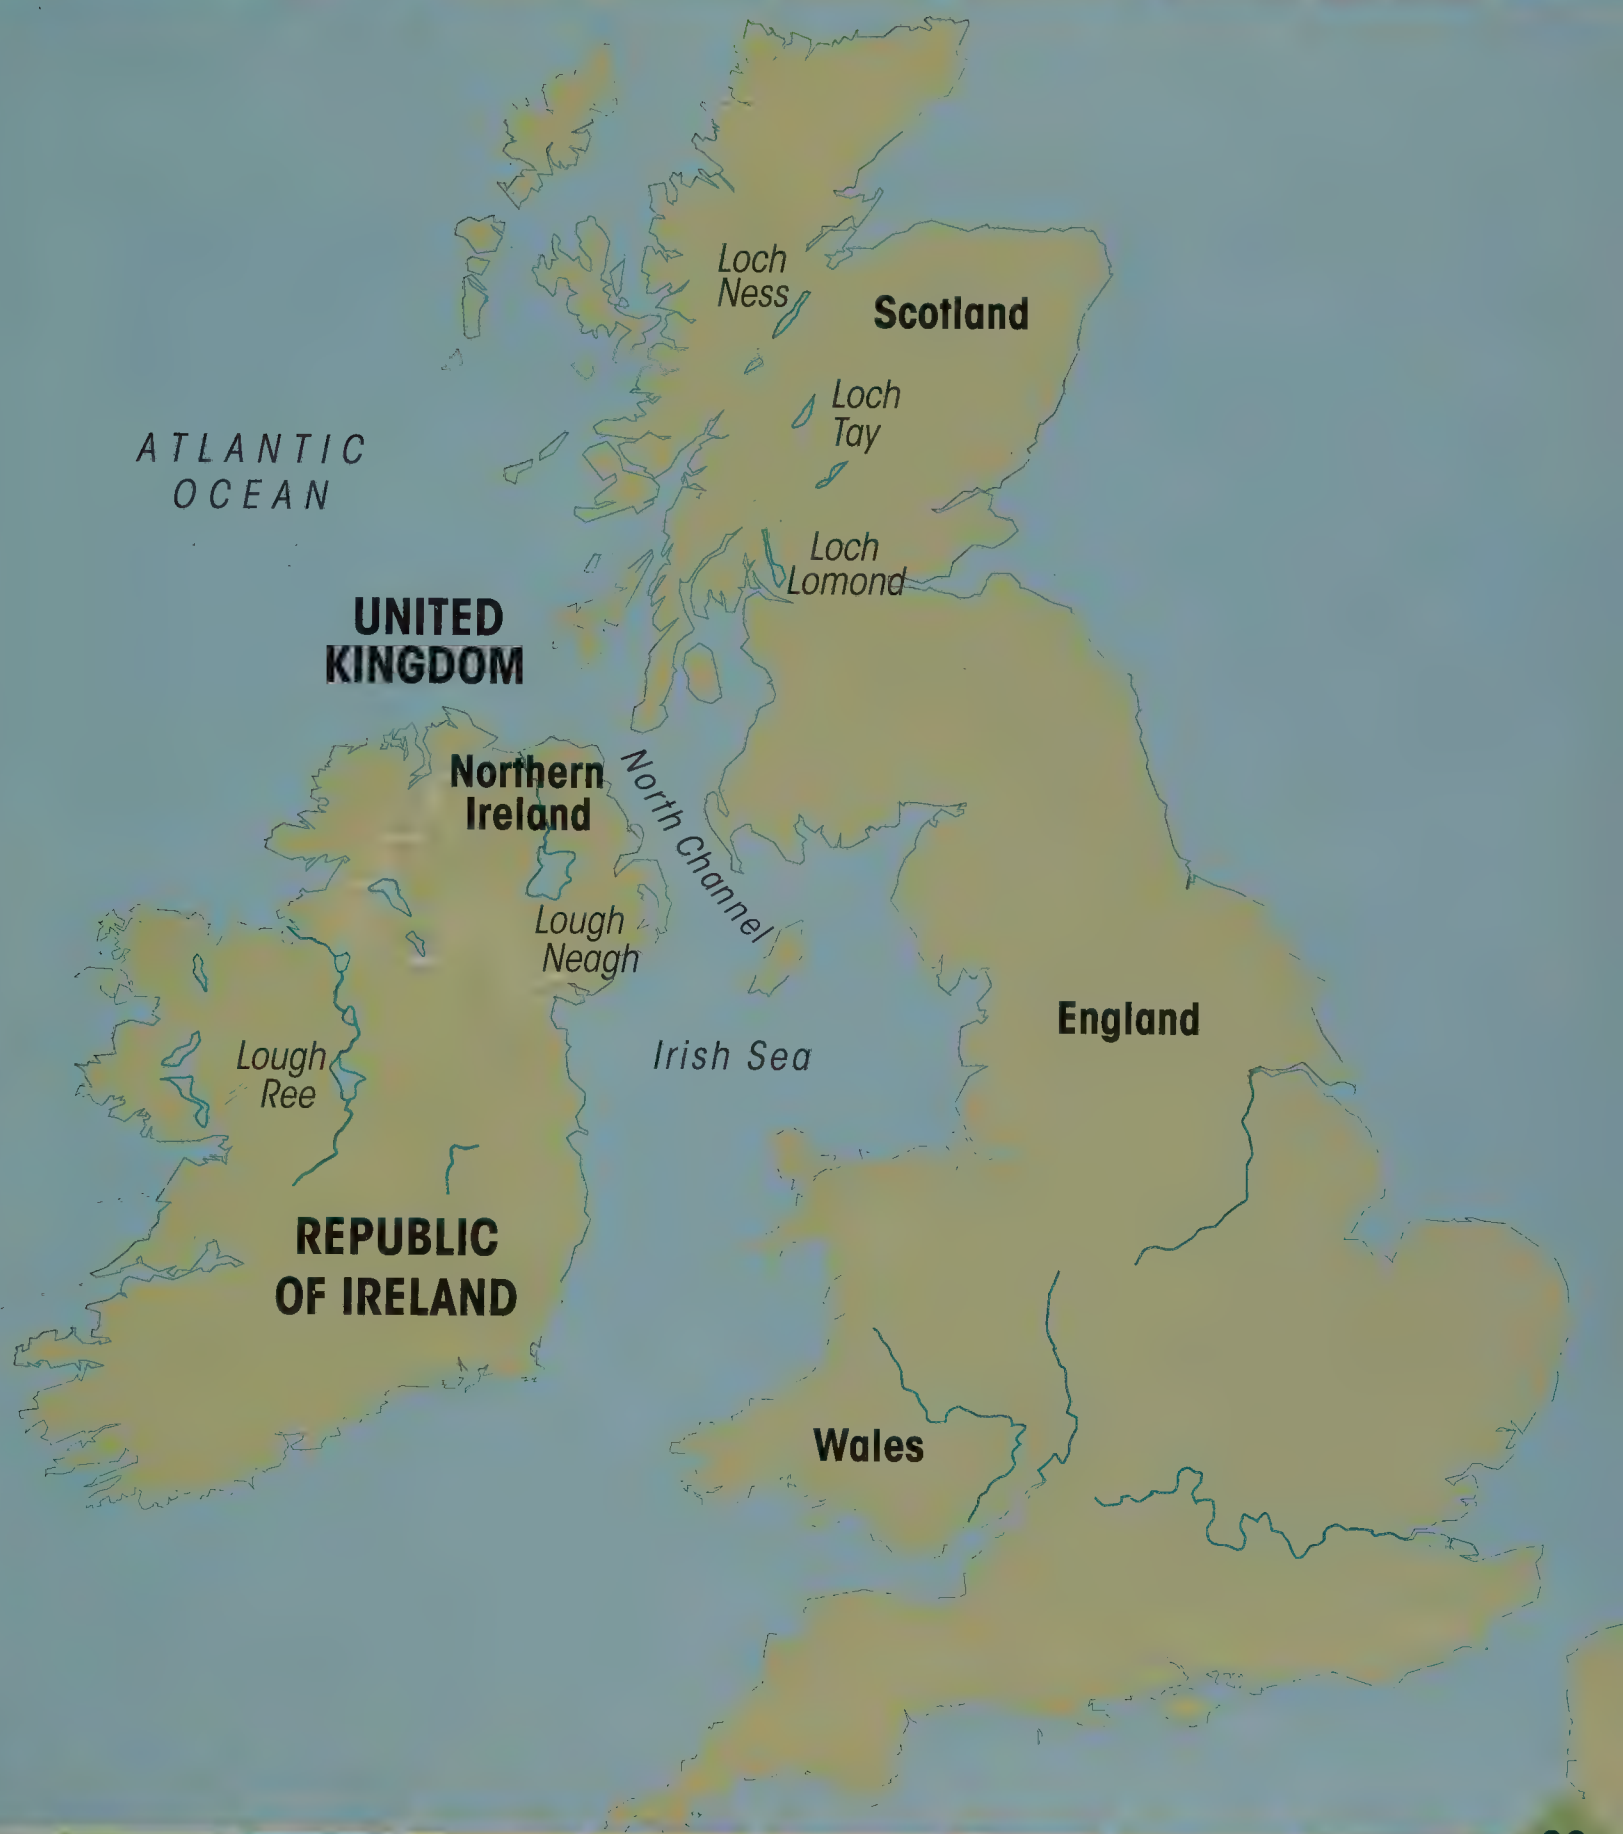 Loch
Ness
Scotland
Loch
Tay
ATLANTIC
OCEAN
Loch
Lomond
UNITED
KINGDOM
Northern
Ireland
North Channel
Lough
Neagh
England
Irish Sea
Lough
Ree
REPUBLIC
OF IRELAND
Wales